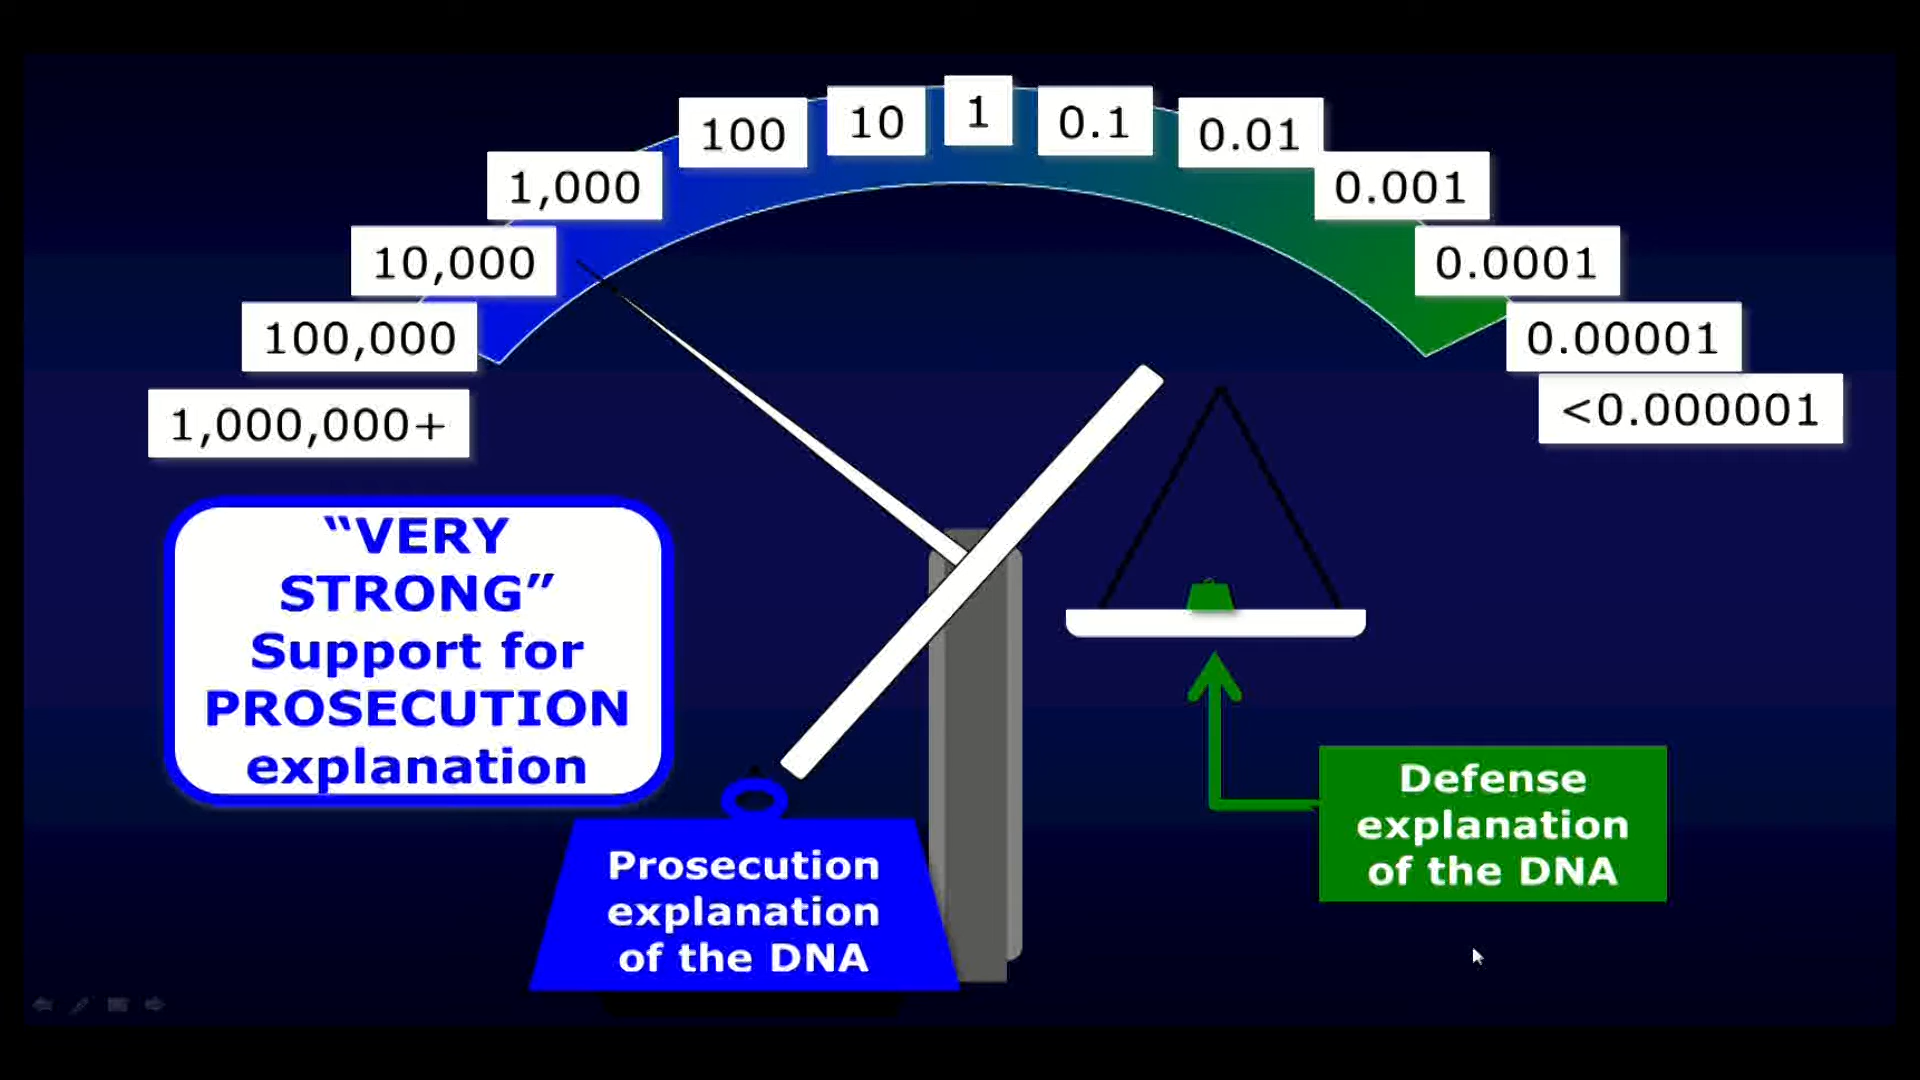 1
10
0.1
100
0.01
1,000
0.001
10,000
0.0001
100,000
0.00001
1,000,000+
<0.000001
“VERY
STRONG”
Support for
PROSECUTION
explanation
Prosecution
explanation
of the DNA
Defense
explanation
of the DNA